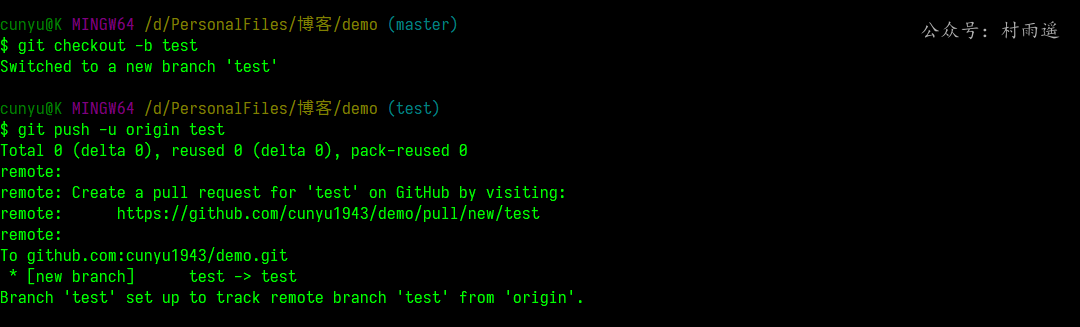 cunyu@K MINGW64 /d/PersonalFiles/博客/demo (master)
公众号：村雨遥
$ git checkout -b test
Switched to a new branch 'test'
cunyu@K MINGW64 /d/PersonalFiles/博客/demo (test)
$ git push -u origin test
Total 0 (delta 0), reused 0 (delta 0), pack-reused 0
remote:
remote: Create a pull request for 'test' on GitHub by visiting:
remote:      https://github.com/cunyu1943/demo/pull/new/test
remote:
To github.com:cunyu1943/demo.git
 * [new branch]      test -> test
Branch 'test' set up to track remote branch 'test' from 'origin'.